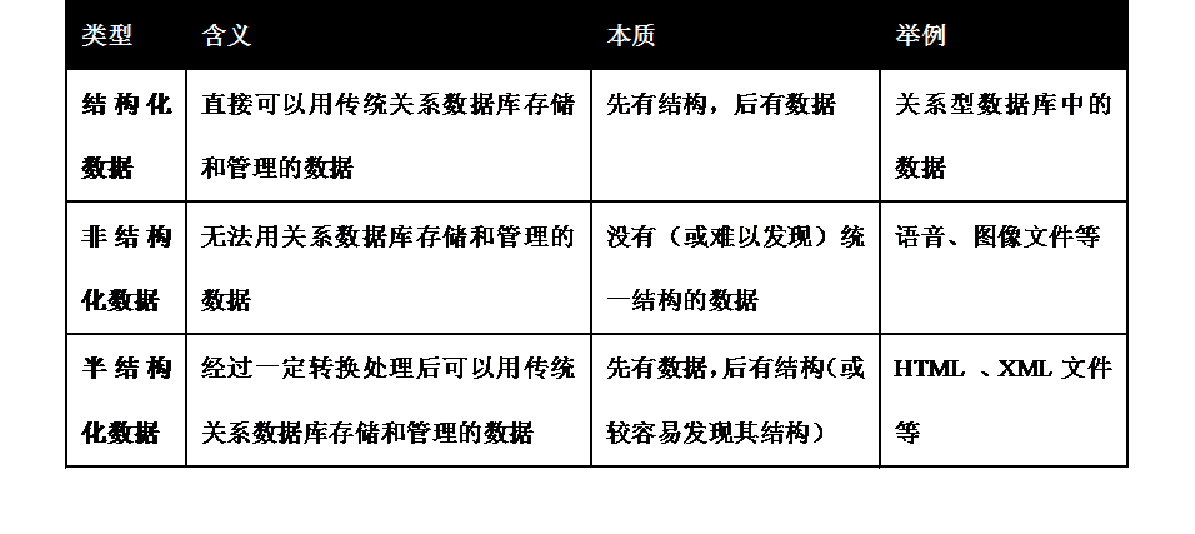 类型 含义 本质 举例
结构化 直接可以用传统关系数据库存储 先有结构，后有数据 关系型数据库中的
数据 和管理的数据 数据
非结构 无法用关系数据库存储和管理的 没有（或难以发现）统 语音、图像文件等
化数据 数据 一结构的数据
半结构 经过一定转换处理后可以用传统 先有数据，后有结构（或 HTML 、XML 文件
化数据 关系数据库存储和管理的数据 较容易发现其结构） 等